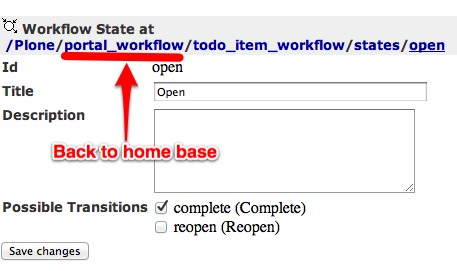 Workflow State at
/Plone/portal_workflow/todo_item_workflow/states/open
Id open
Title Open
Description
Back to home base
Possible Transitions complete (Complete)
reopen (Reopen)
Save changes